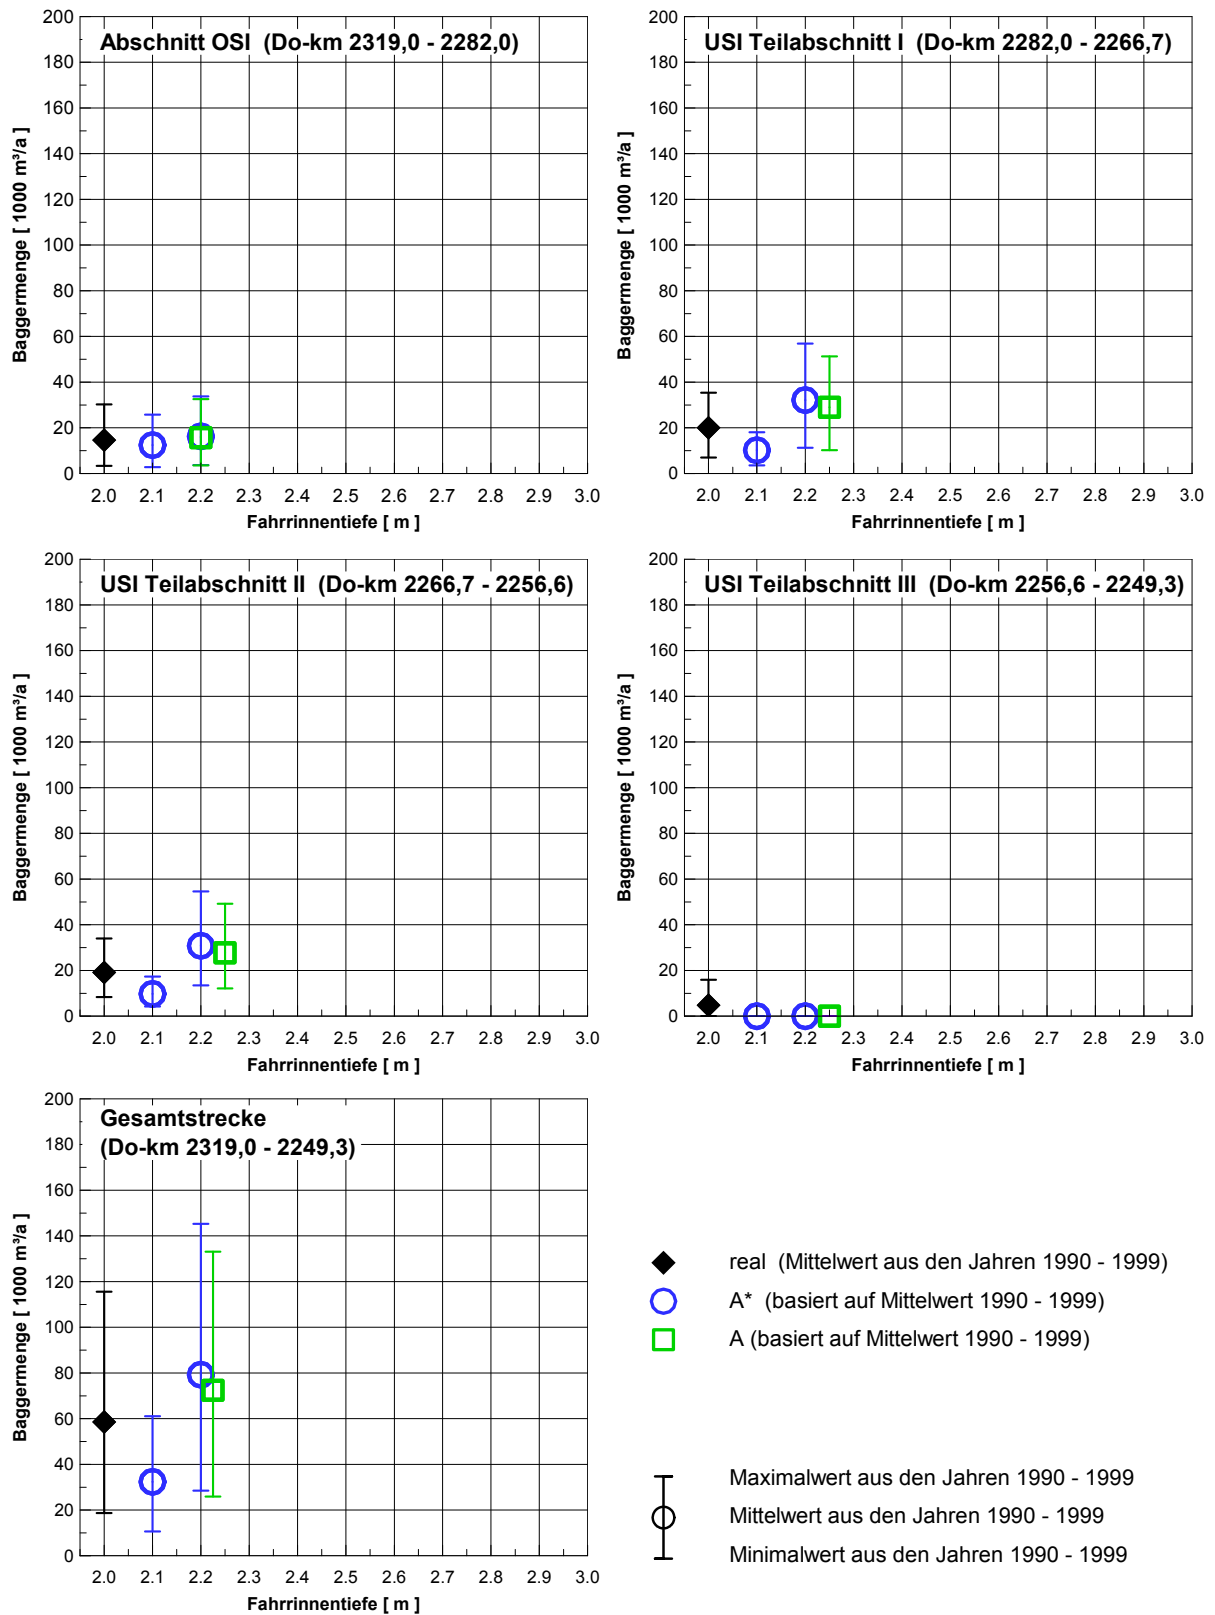 Abschnitt OSI (Do-km 2319,0 - 2282,0)
200
180
160
140
120
100
80
60
40
20
0
Baggermenge [ 1000 m³/a ]
2.0 2.1 2.2 2.3 2.4 2.5 2.6 2.7 2.8 2.9 3.0
Fahrrinnentiefe [ m ]
USI Teilabschnitt I (Do-km 2282,0 - 2266,7)
200
180
160
140
120
100
80
60
40
20
0
Baggermenge [ 1000 m³/a ]
2.0 2.1 2.2 2.3 2.4 2.5 2.6 2.7 2.8 2.9 3.0
Fahrrinnentiefe [ m ]
USI Teilabschnitt II (Do-km 2266,7 - 2256,6)
200
180
160
140
120
100
80
60
40
20
0
Baggermenge [ 1000 m³/a ]
2.0 2.1 2.2 2.3 2.4 2.5 2.6 2.7 2.8 2.9 3.0
Fahrrinnentiefe [ m ]
USI Teilabschnitt III (Do-km 2256,6 - 2249,3)
200
180
160
140
120
100
80
60
40
20
0
Baggermenge [ 1000 m³/a ]
2.0 2.1 2.2 2.3 2.4 2.5 2.6 2.7 2.8 2.9 3.0
Fahrrinnentiefe [ m ]
Gesamtstrecke
(Do-km 2319,0 - 2249,3)
200
180
160
140
120
100
80
60
40
20
0
Baggermenge [ 1000 m³/a ]
2.0 2.1 2.2 2.3 2.4 2.5 2.6 2.7 2.8 2.9 3.0
Fahrrinnentiefe [ m ]
real (Mittelwert aus den Jahren 1990 - 1999)
A* (basiert auf Mittelwert 1990 - 1999)
A (basiert auf Mittelwert 1990 - 1999)
Maximalwert aus den Jahren 1990 - 1999
Mittelwert aus den Jahren 1990 - 1999
Minimalwert aus den Jahren 1990 - 1999